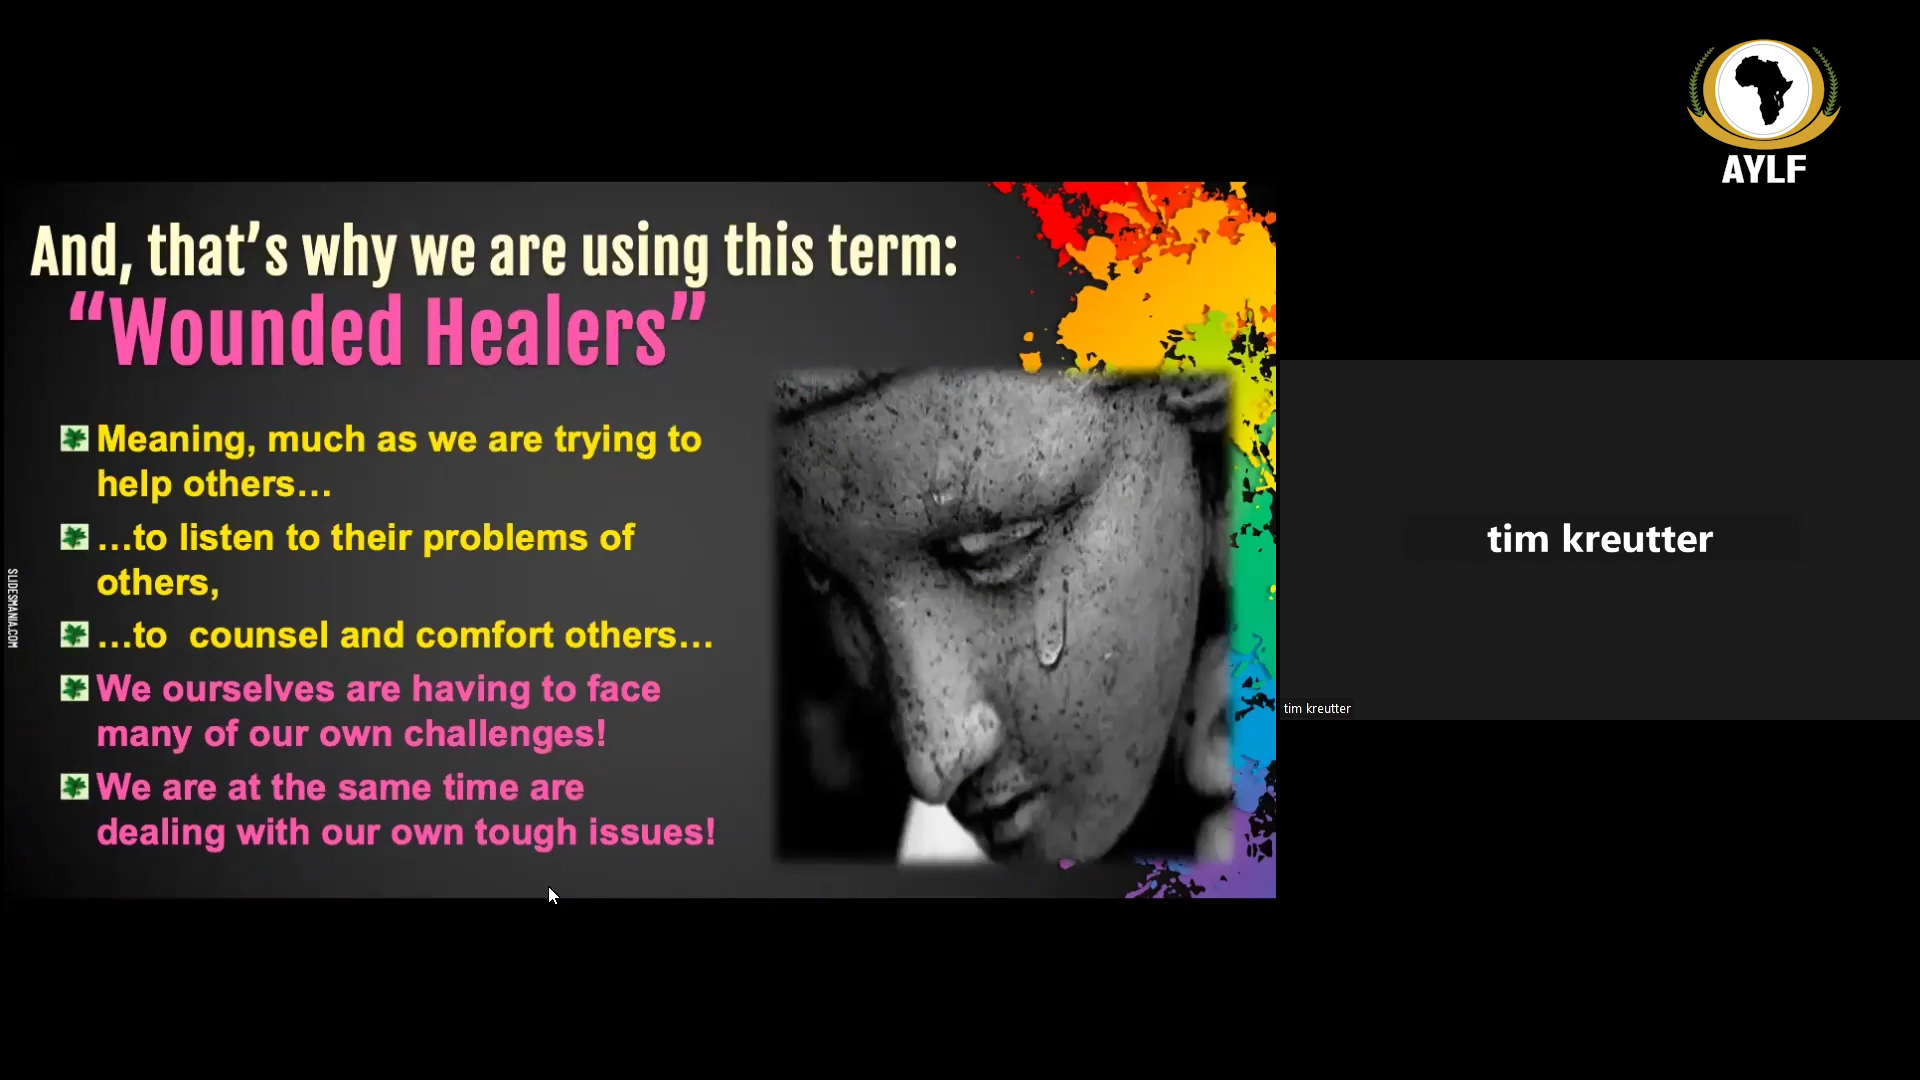 AYLF
And, that’s why we are using this term:
“Wounded Healers”
Meaning, much as we are trying to
help others…
…to listen to their problems of
others,
…to  counsel and comfort others…
We ourselves are having to face
many of our own challenges!
We are at the same time are
dealing with our own tough issues!
SLIDESMANIA.COM
tim kreutter
tim kreutter